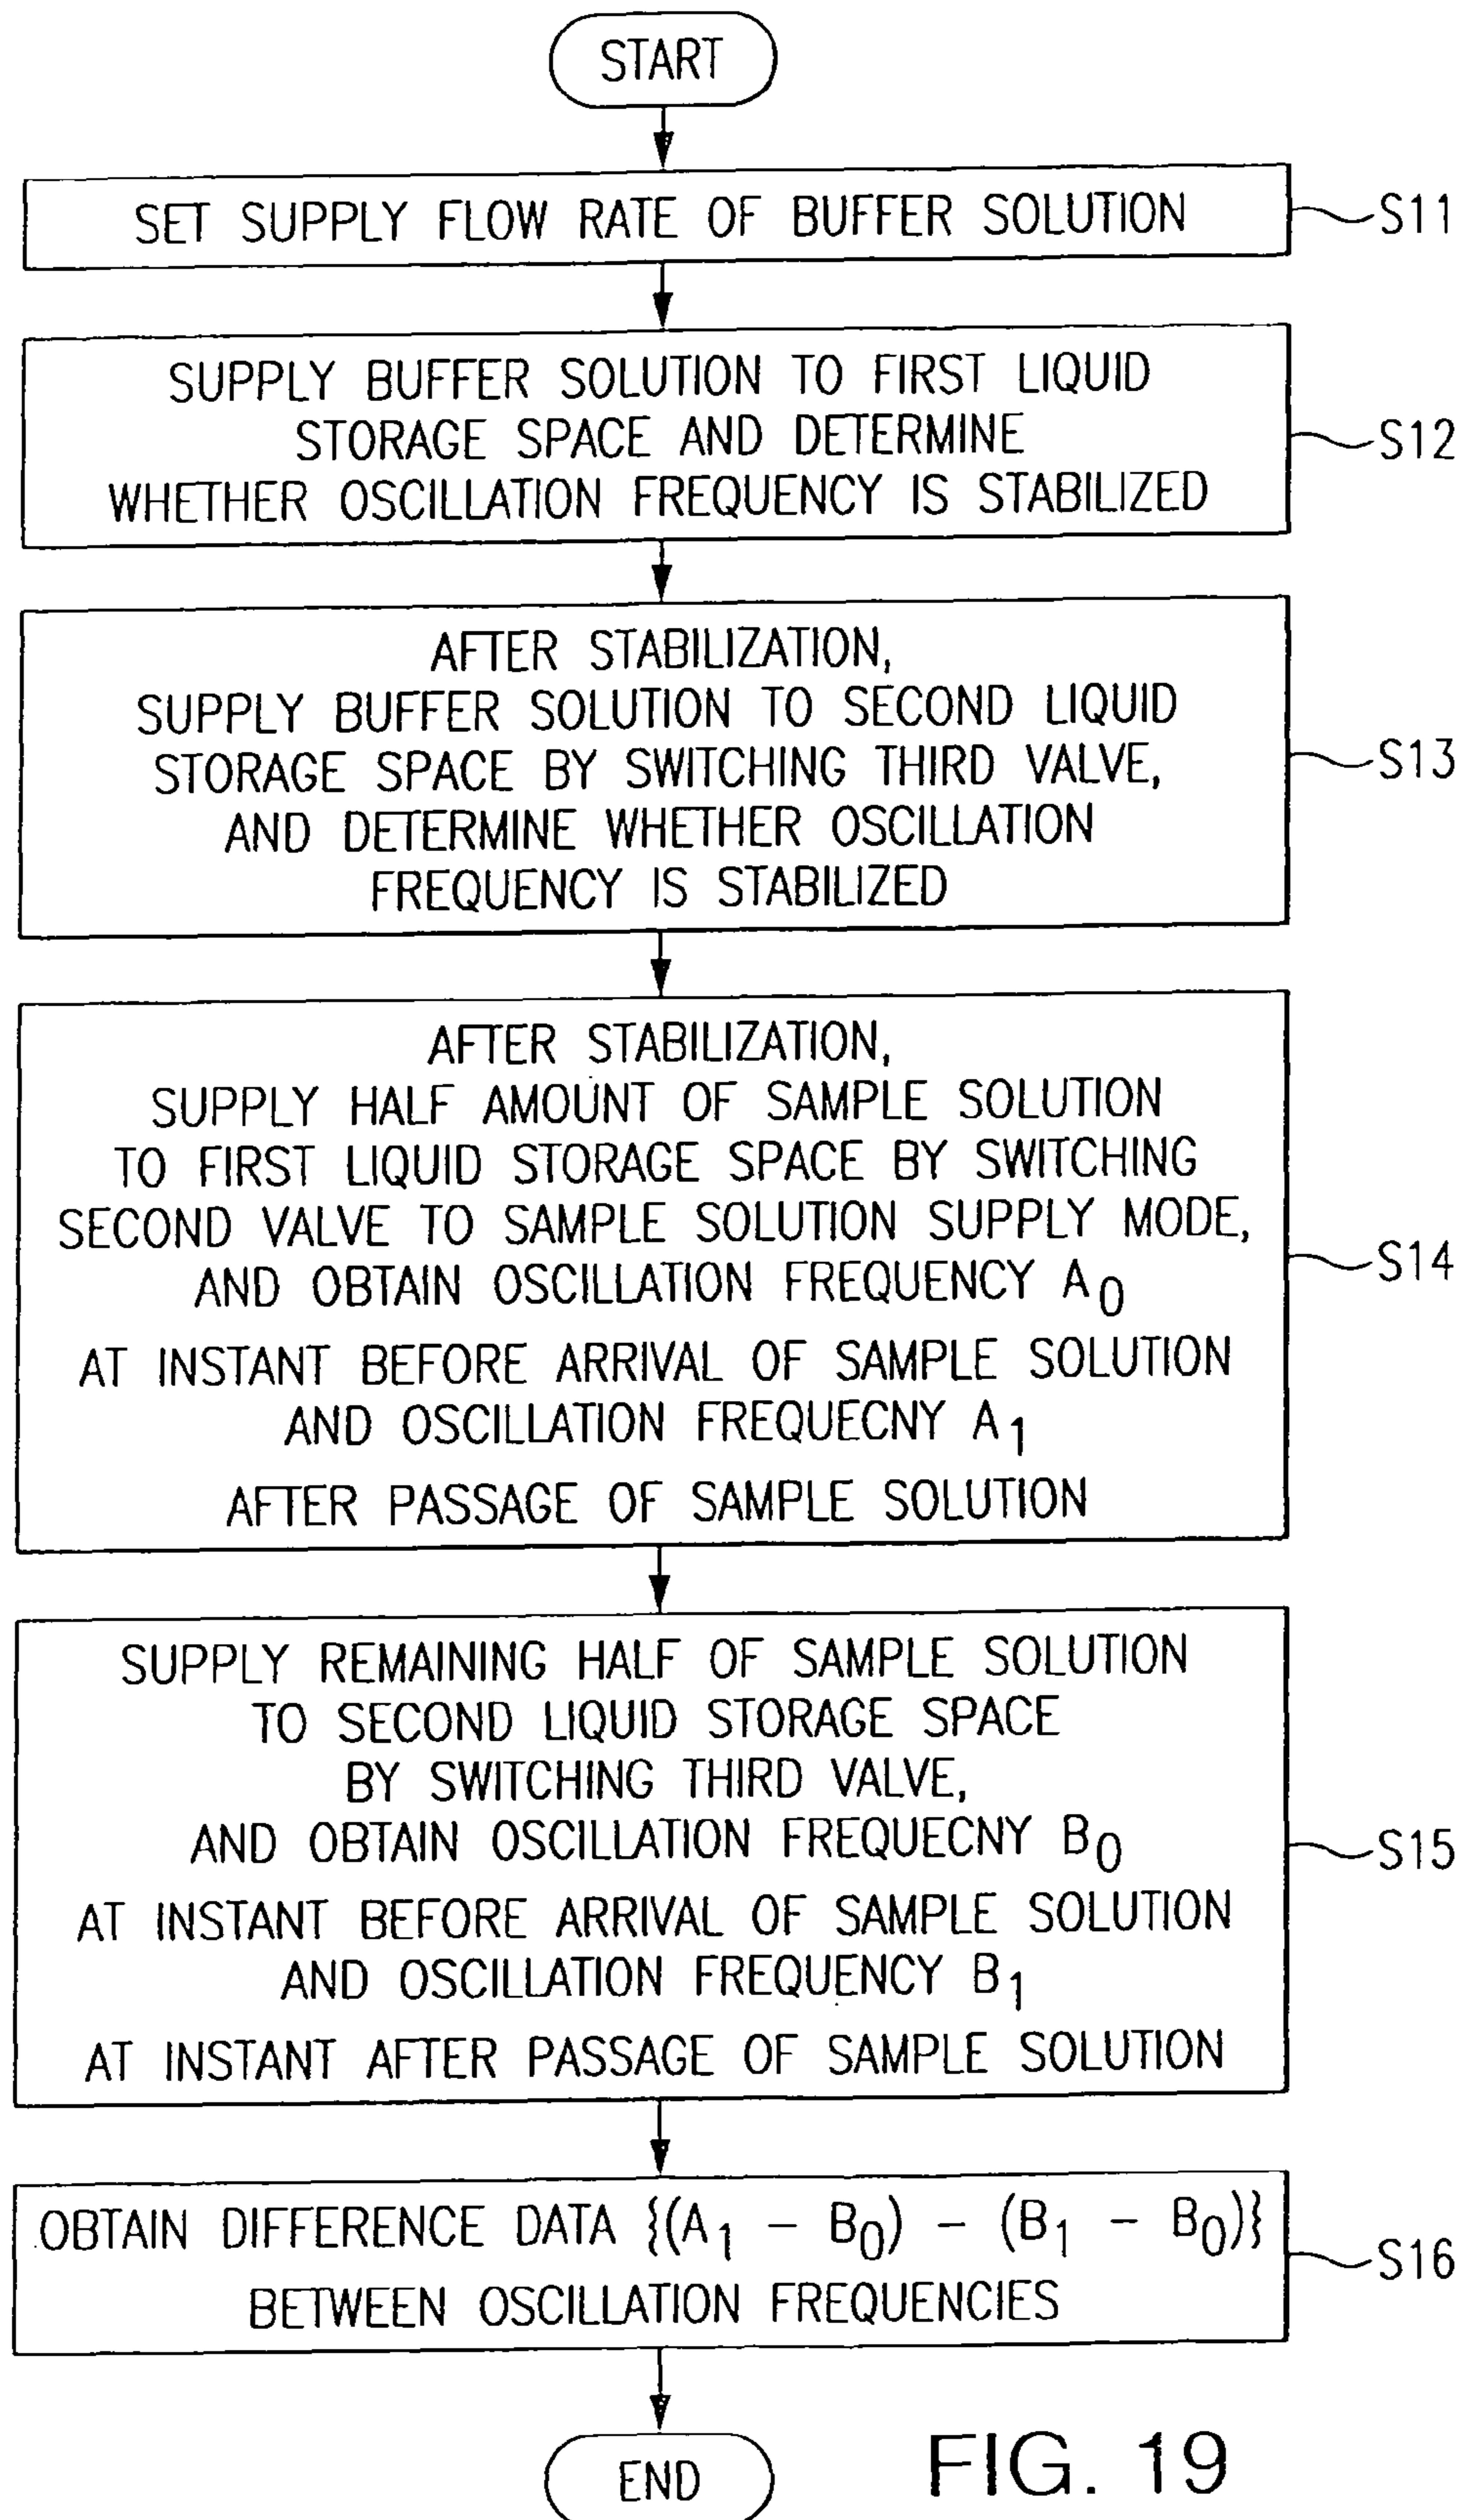 START
SET SUPPLY FLOW RATE OF BUFFER SOLUTION
S11
SUPPLY BUFFER SOLUTION TO FIRST LIQUID
STORAGE SPACE AND DETERMINE
WHETHER OSCILLATION FREQUENCY IS STABILIZED
S12
AFTER STABILIZATION,
SUPPLY BUFFER SOLUTION TO SECOND LIQUID
STORAGE SPACE BY SWITCHING THIRD VALVE,
AND DETERMINE WHETHER OSCILLATION
FREQUENCY IS STABILIZED
S13
AFTER STABILIZATION,
SUPPLY HALF AMOUNT OF SAMPLE SOLUTION
TO FIRST LIQUID STORAGE SPACE BY SWITCHING
SECOND VALVE TO SAMPLE SOLUTION SUPPLY MODE,
AND OBTAIN OSCILLATION FREQUENCY A0
AT INSTANT BEFORE ARRIVAL OF SAMPLE SOLUTION
AND OSCILLATION FREQUECNY A1
AFTER PASSAGE OF SAMPLE SOLUTION
S14
SUPPLY REMAINING HALF OF SAMPLE SOLUTION
TO SECOND LIQUID STORAGE SPACE
BY SWITCHING THIRD VALVE,
AND OBTAIN OSCILLATION FREQUECNY B0
AT INSTANT BEFORE ARRIVAL OF SAMPLE SOLUTION
AND OSCILLATION FREQUENCY B1
AT INSTANT AFTER PASSAGE OF SAMPLE SOLUTION
S15
OBTAIN DIFFERENCE DATA {(A1 - B0) - (B1 - B0)}
BETWEEN OSCILLATION FREQUENCIES
S16
END
FIG. 19